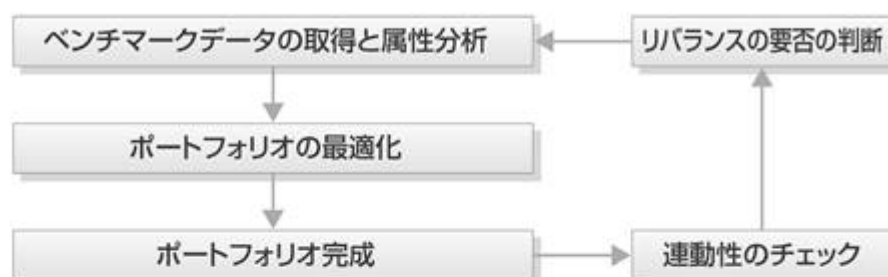 ベンチマークデータの取得と属性分析
リバランスの要否の判断
ポートフォリオの最適化
ポートフォリオ完成
連動性のチェック